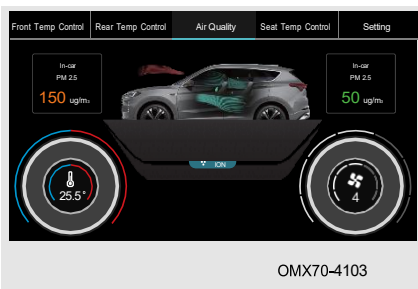 Front Temp Control Rear Temp Control Air Quality Seat Temp Control Setting
In-car In-car
PM 2.5 PM 2.5
150 ug/m₃ 50 ug/m₃
ION
25.5° 4
OMX70-4103